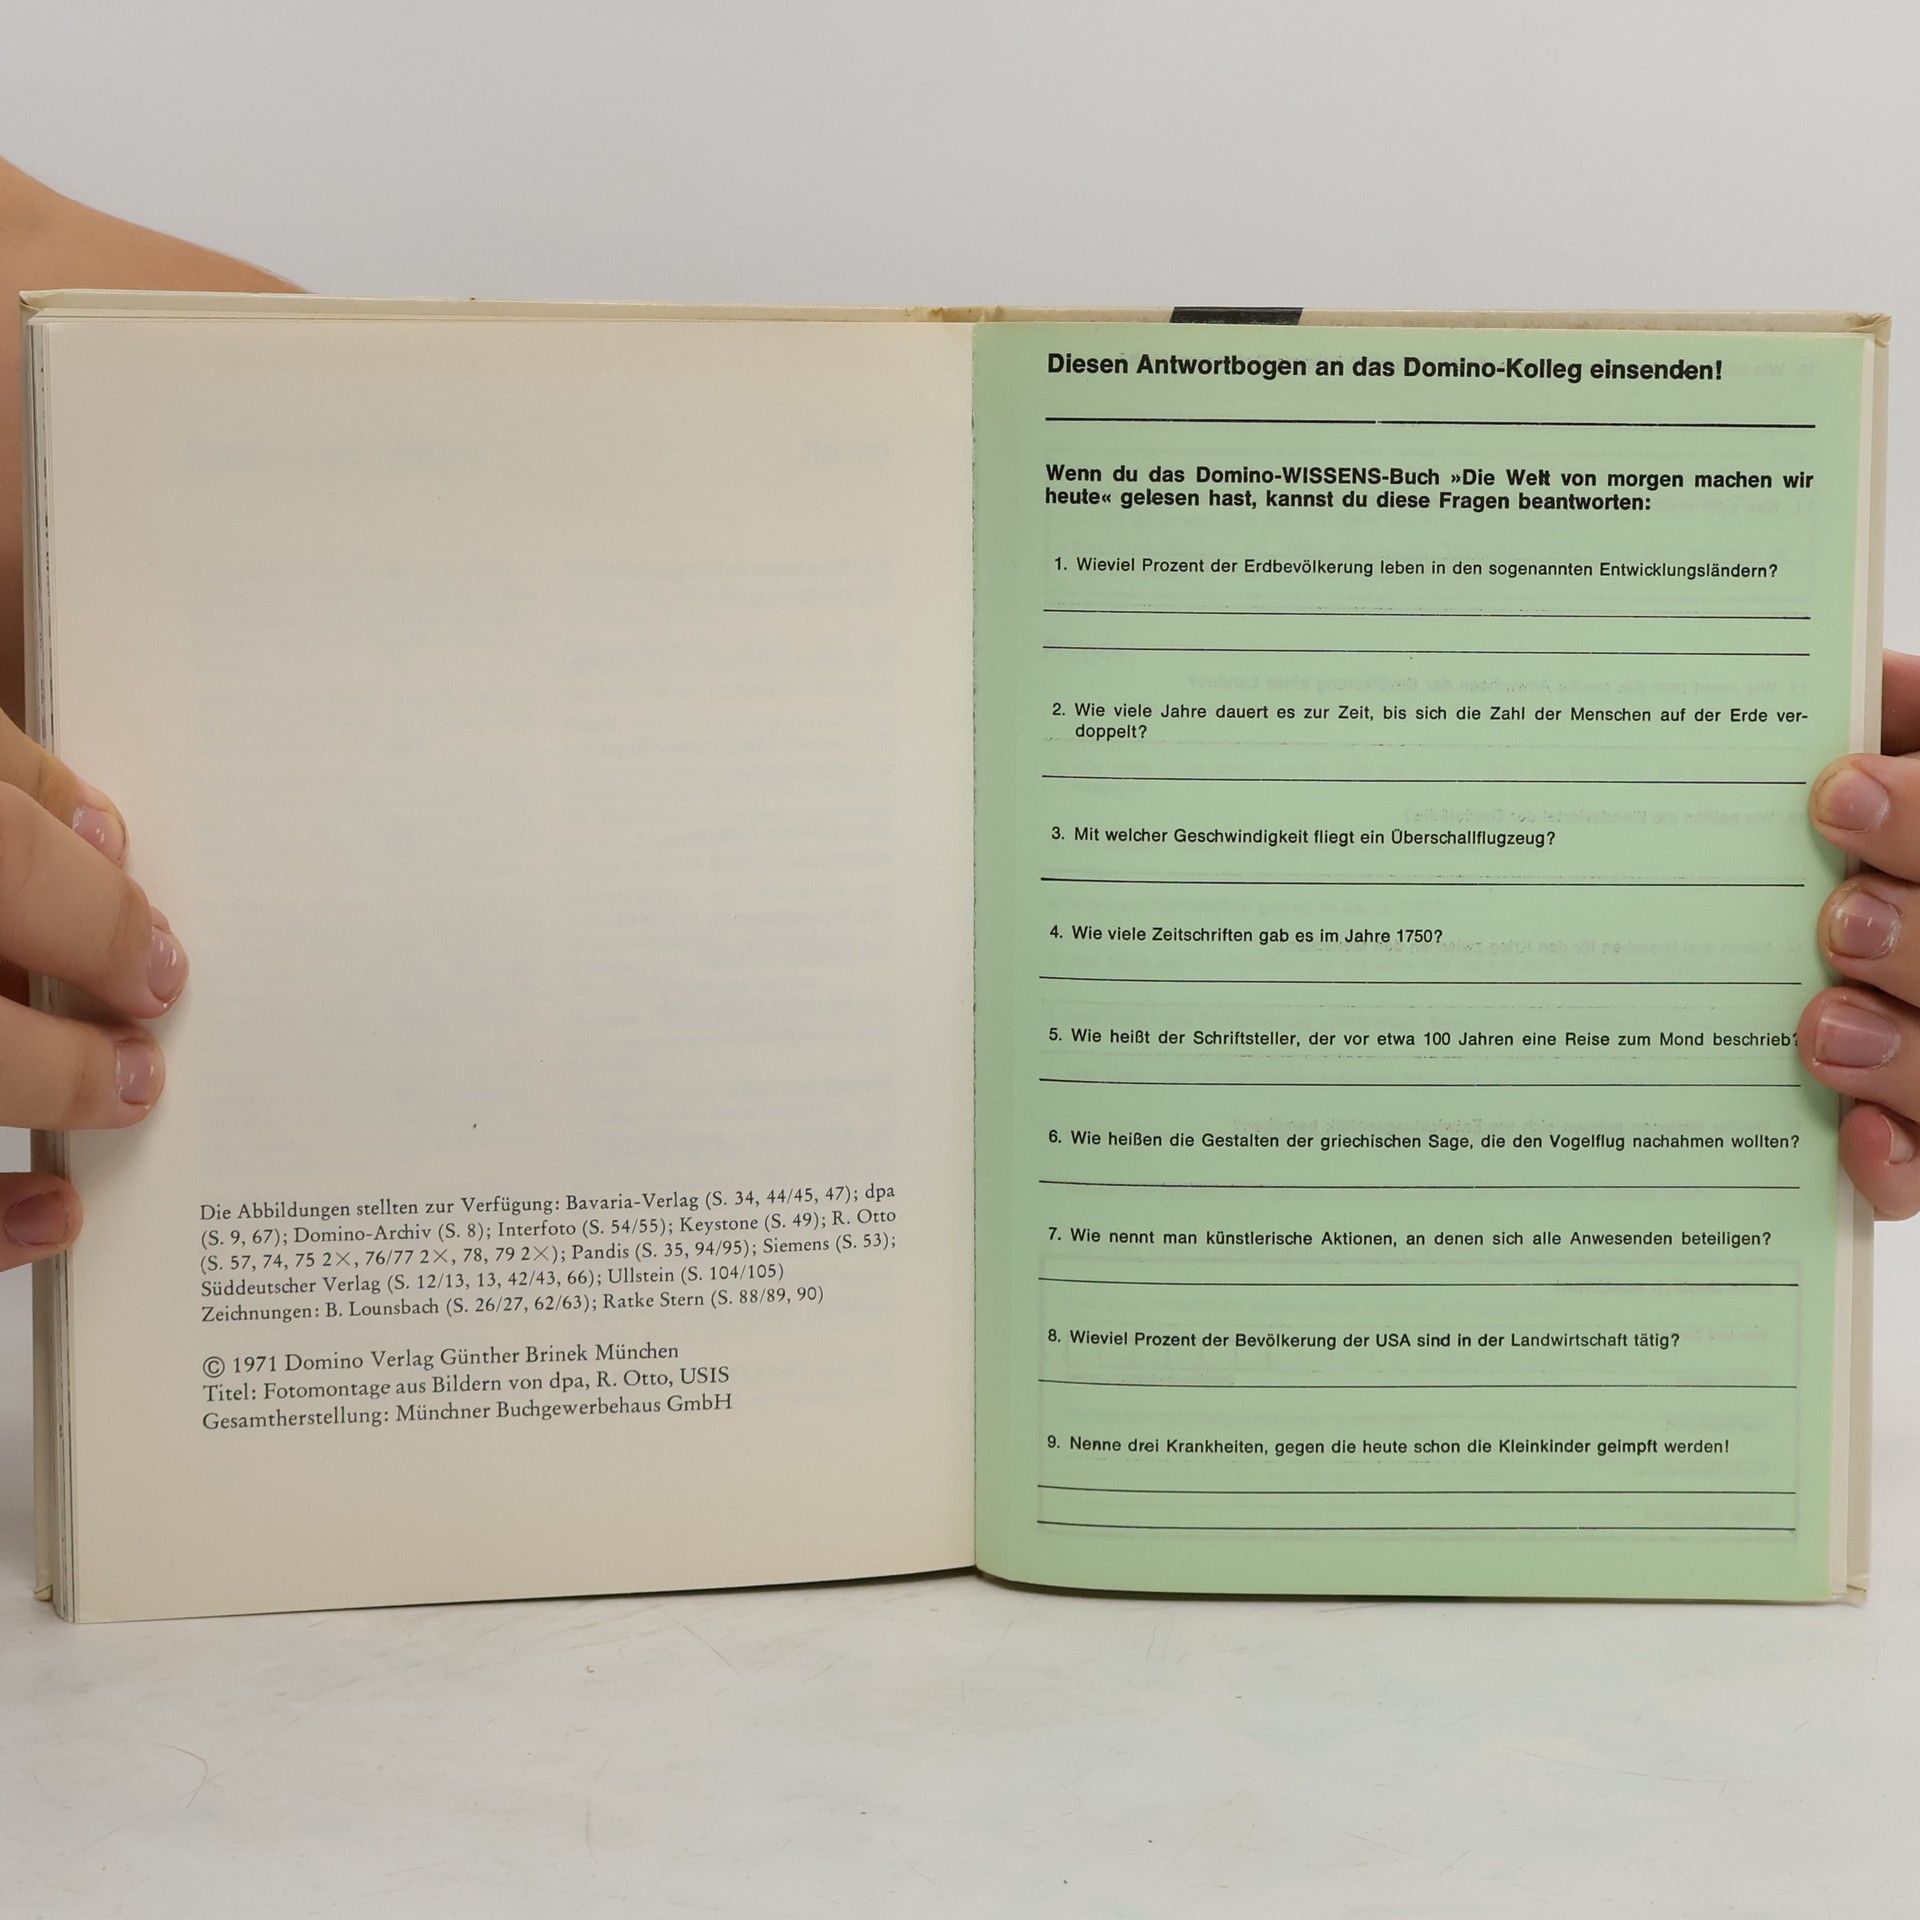 Die Abbildungen stellten zur Verfügung: Bavaria-Verlag (S. 34, 44/45, 47); dpa
(S. 9, 67); Domino-Archiv (S. 8); Interfoto (S. 54/55); Keystone (S. 49); R. Otto
(S. 57, 74, 75 2×, 76/77 2×, 78, 79 2×); Pandis (S. 35, 94/95); Siemens (S. 53);
Süddeutscher Verlag (S. 12/13, 13, 42/43, 66); Ullstein (S. 104/105)
Zeichnungen: B. Lounsbach (S. 26/27, 62/63); Ratke Stern (S. 88/89, 90)
© 1971 Domino Verlag Günther Brinek München
Titel: Fotomontage aus Bildern von dpa, R. Otto, USIS
Gesamtherstellung: Münchner Buchgewerbehaus GmbH
Diesen Antwortbogen an das Domino-Kolleg einsenden!
Wenn du das Domino-WISSENS-Buch »Die Welt von morgen machen wir
heute« gelesen hast, kannst du diese Fragen beantworten:
1. Wieviel Prozent der Erdbevölkerung leben in den sogenannten Entwicklungsländern?
2. Wie viele Jahre dauert es zur Zeit, bis sich die Zahl der Menschen auf der Erde ver-
doppelt?
3. Mit welcher Geschwindigkeit fliegt ein Überschallflugzeug?
4. Wie viele Zeitschriften gab es im Jahre 1750?
5. Wie heißt der Schriftsteller, der vor etwa 100 Jahren eine Reise zum Mond beschrieb?
6. Wie heißen die Gestalten der griechischen Sage, die den Vogelflug nachahmen wollten?
7. Wie nennt man künstlerische Aktionen, an denen sich alle Anwesenden beteiligen?
8. Wieviel Prozent der Bevölkerung der USA sind in der Landwirtschaft tätig?
9. Nenne drei Krankheiten, gegen die heute schon die Kleinkinder geimpft werden!